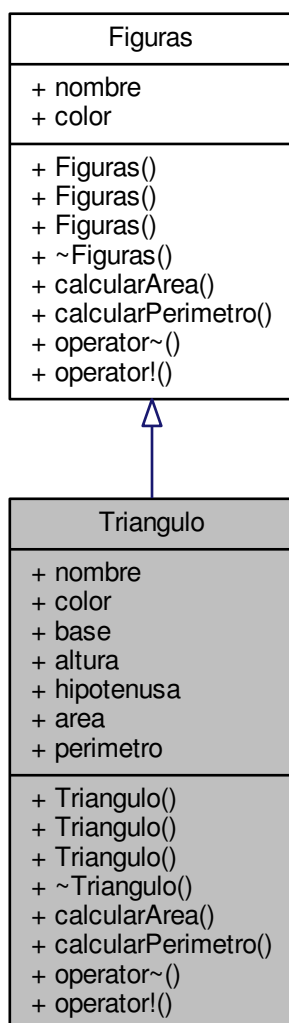 Figuras
+ nombre
+ color
+ Figuras()
+ Figuras()
+ Figuras()
+ ~Figuras()
+ calcularArea()
+ calcularPerimetro()
+ operator~()
+ operator!()
Triangulo
+ nombre
+ color
+ base
+ altura
+ hipotenusa
+ area
+ perimetro
+ Triangulo()
+ Triangulo()
+ Triangulo()
+ ~Triangulo()
+ calcularArea()
+ calcularPerimetro()
+ operator~()
+ operator!()